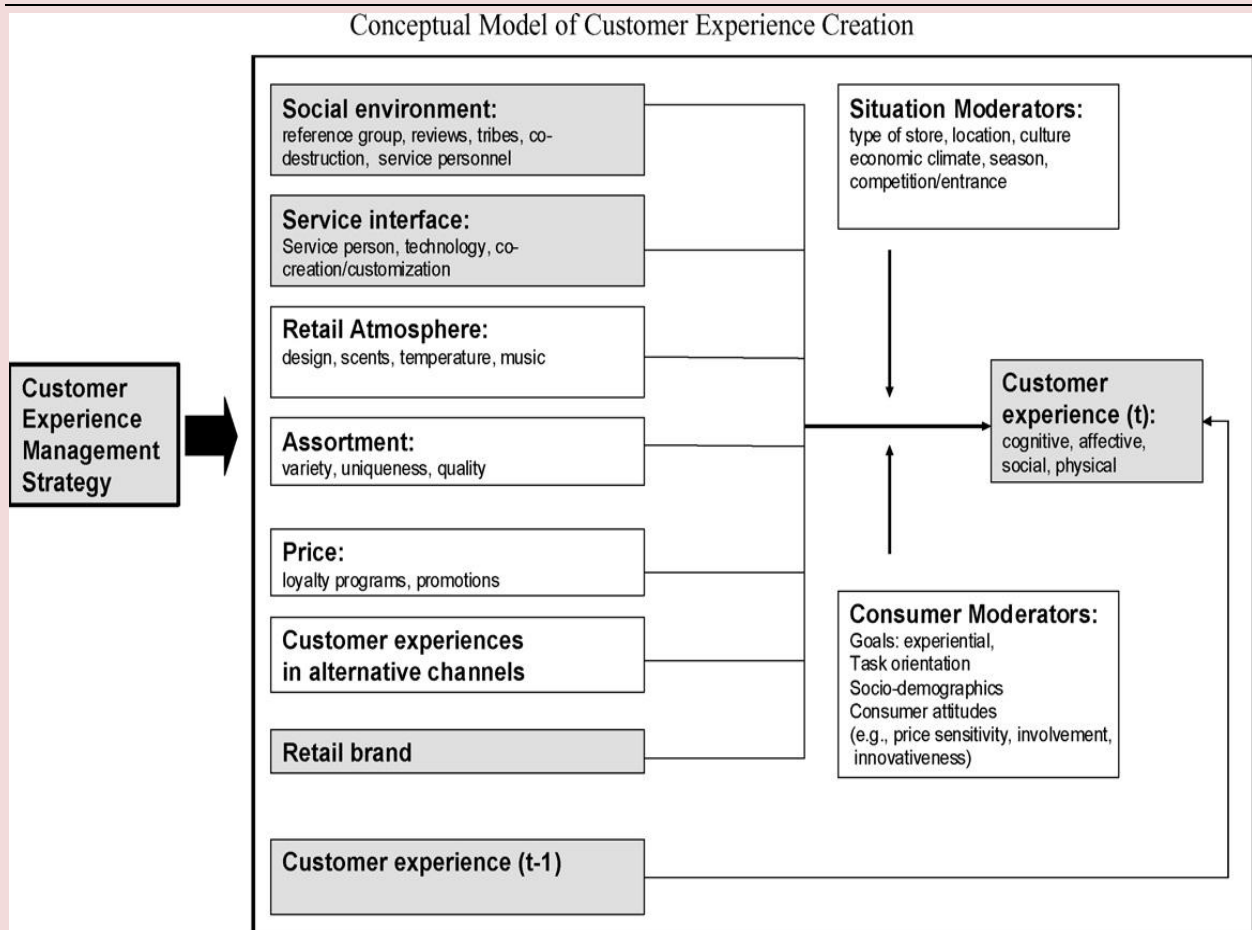 Conceptual Model of Customer Experience Creation
Social environment:
reference group, reviews, tribes, co-
destruction, service personnel
Service interface:
Service person, technology, co-
creation/customization
Retail Atmosphere:
design, scents, temperature, music
Assortment:
variety, uniqueness, quality
Price:
loyalty programs, promotions
Customer experiences
in alternative channels
Retail brand
Customer experience (t-1)
Customer
Experience
Management
Strategy
Situation Moderators:
type of store, location, culture
economic climate, season,
competition/entrance
Customer
experience (t):
cognitive, affective,
social, physical
Consumer Moderators:
Goals: experiential,
Task orientation
Socio-demographics
Consumer attitudes
(e.g., price sensitivity, involvement,
innovativeness)